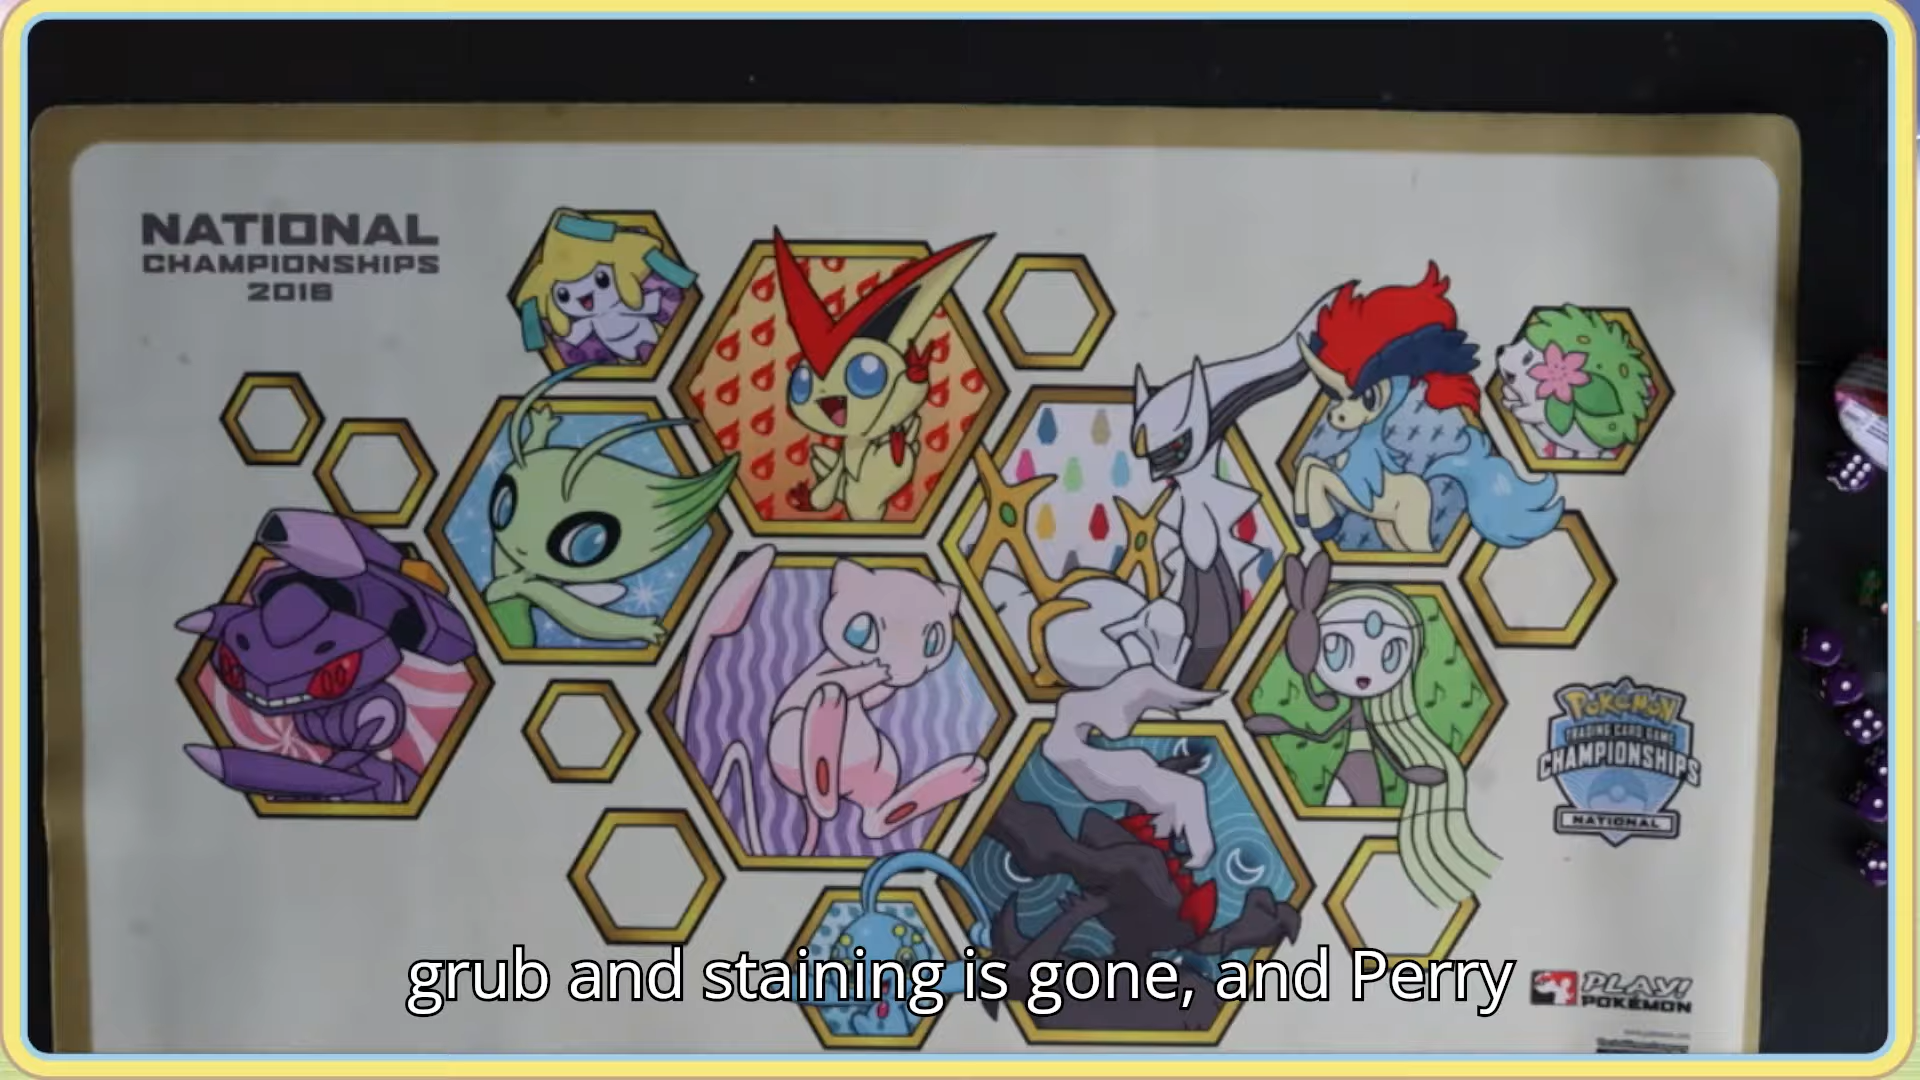 NATIONAL
CHAMPIONSHIPS
2016
POKéMON
TRADING CARD GAME
CHAMPIONSHIPS
NATIONAL
grub and staining is gone, and Perry
PLAY!
POKéMON